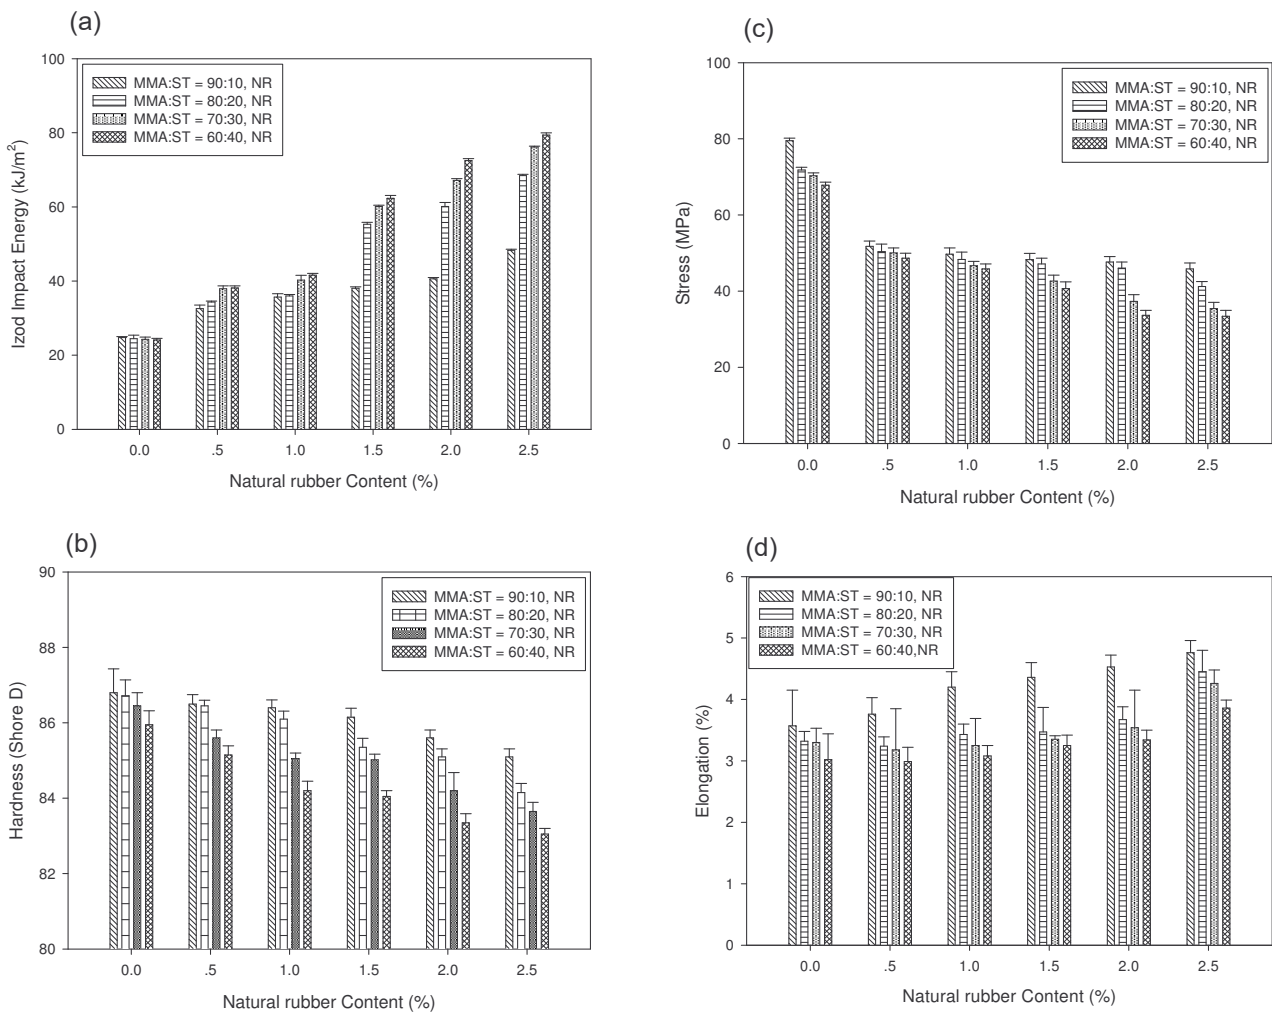 (a)
100
80
60
40
20
0
Izod Impact Energy (kJ/m²)
MMA:ST = 90:10, NR
MMA:ST = 80:20, NR
MMA:ST = 70:30, NR
MMA:ST = 60:40, NR
0.0 .5 1.0 1.5 2.0 2.5
Natural rubber Content (%)
(c)
100
80
60
40
20
0
Stress (MPa)
MMA:ST = 90:10, NR
MMA:ST = 80:20, NR
MMA:ST = 70:30, NR
MMA:ST = 60:40, NR
0.0 .5 1.0 1.5 2.0 2.5
Natural rubber Content (%)
(b)
90
88
86
84
82
80
Hardness (Shore D)
MMA:ST = 90:10, NR
MMA:ST = 80:20, NR
MMA:ST = 70:30, NR
MMA:ST = 60:40, NR
0.0 .5 1.0 1.5 2.0 2.5
Natural rubber Content (%)
(d)
6
5
4
3
2
1
0
Elongation (%)
MMA:ST = 90:10, NR
MMA:ST = 80:20, NR
MMA:ST = 70:30, NR
MMA:ST = 60:40,NR
0.0 .5 1.0 1.5 2.0 2.5
Natural rubber Content (%)